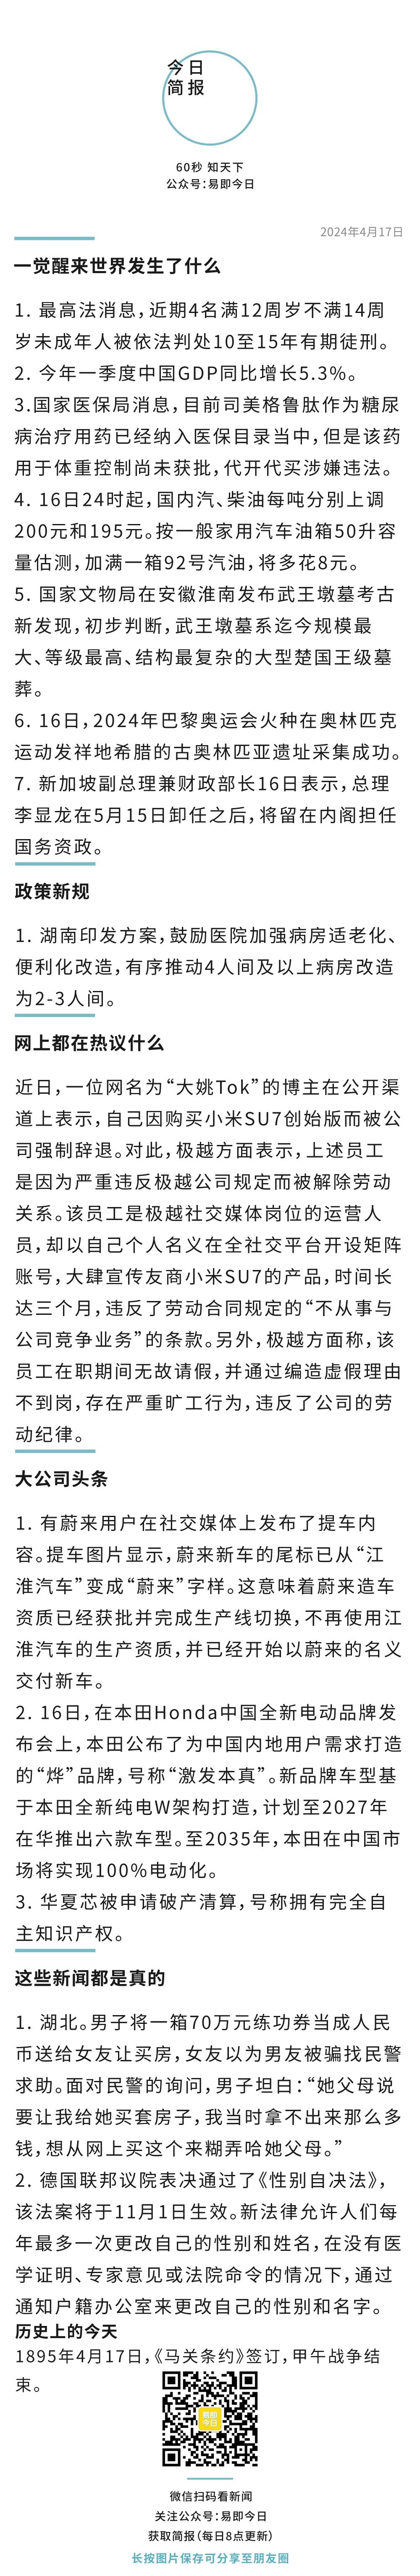 今日
简报
60秒 知天下
公众号：易即今日
2024年4月17日
一觉醒来世界发生了什么
1. 最高法消息，近期4名满12周岁不满14周
岁未成年人被依法判处10至15年有期徒刑。
2. 今年一季度中国GDP同比增长5.3%。
3.国家医保局消息，目前司美格鲁肽作为糖尿
病治疗用药已经纳入医保目录当中，但是该药
用于体重控制尚未获批，代开代买涉嫌违法。
4. 16日24时起，国内汽、柴油每吨分别上调
200元和195元。按一般家用汽车油箱50升容
量估测，加满一箱92号汽油，将多花8元。
5. 国家文物局在安徽淮南发布武王墩墓考古
新发现，初步判断，武王墩墓系迄今规模最
大、等级最高、结构最复杂的大型楚国王级墓
葬。
6. 16日，2024年巴黎奥运会火种在奥林匹克
运动发祥地希腊的古奥林匹亚遗址采集成功。
7. 新加坡副总理兼财政部长16日表示，总理
李显龙在5月15日卸任之后，将留在内阁担任
国务资政。
政策新规
1. 湖南印发方案，鼓励医院加强病房适老化、
便利化改造，有序推动4人间及以上病房改造
为2-3人间。
网上都在热议什么
近日，一位网名为“大姚Tok”的博主在公开渠
道上表示，自己因购买小米SU7创始版而被公
司强制辞退。对此，极越方面表示，上述员工
是因为严重违反极越公司规定而被解除劳动
关系。该员工是极越社交媒体岗位的运营人
员，却以自己个人名义在全社交平台开设矩阵
账号，大肆宣传友商小米SU7的产品，时间长
达三个月，违反了劳动合同规定的“不从事与
公司竞争业务”的条款。另外，极越方面称，该
员工在职期间无故请假，并通过编造虚假理由
不到岗，存在严重旷工行为，违反了公司的劳
动纪律。
大公司头条
1. 有蔚来用户在社交媒体上发布了提车内
容。提车图片显示，蔚来新车的尾标已从“江
淮汽车”变成“蔚来”字样。这意味着蔚来造车
资质已经获批并完成生产线切换，不再使用江
淮汽车的生产资质，并已经开始以蔚来的名义
交付新车。
2. 16日，在本田Honda中国全新电动品牌发
布会上，本田公布了为中国内地用户需求打造
的“烨”品牌，号称“激发本真”。新品牌车型基
于本田全新纯电W架构打造，计划至2027年
在华推出六款车型。至2035年，本田在中国市
场将实现100%电动化。
3. 华夏芯被申请破产清算，号称拥有完全自
主知识产权。
这些新闻都是真的
1. 湖北。男子将一箱70万元练功券当成人民
币送给女友让买房，女友以为男友被骗找民警
求助。面对民警的询问，男子坦白：“她父母说
要让我给她买套房子，我当时拿不出来那么多
钱，想从网上买这个来糊弄哈她父母。”
2. 德国联邦议院表决通过了《性别自决法》，
该法案将于11月1日生效。新法律允许人们每
年最多一次更改自己的性别和姓名，在没有医
学证明、专家意见或法院命令的情况下，通过
通知户籍办公室来更改自己的性别和名字。
历史上的今天
1895年4月17日，《马关条约》签订，甲午战争结
束。
易即
今日
微信扫码看新闻
关注公众号：易即今日
获取简报（每日8点更新）
长按图片保存可分享至朋友圈